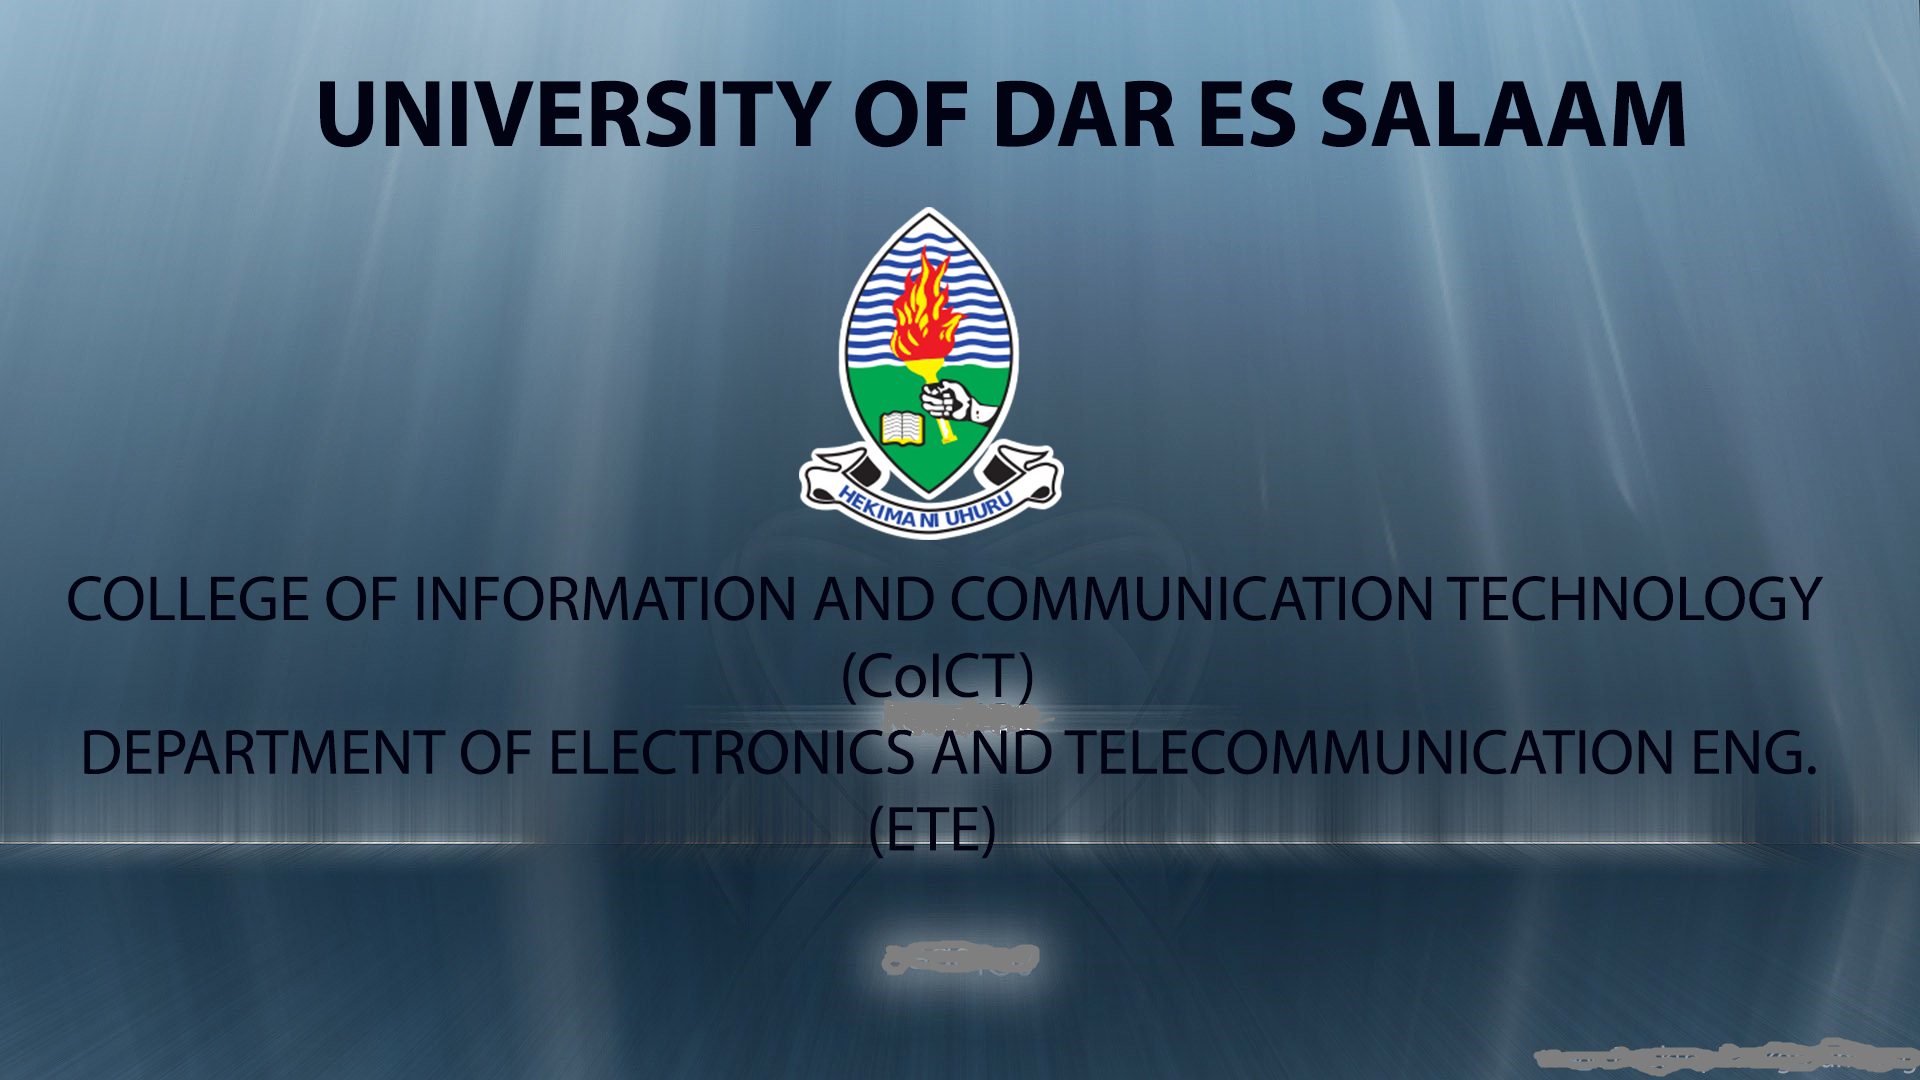 UNIVERSITY OF DAR ES SALAAM
HEKIMA NI UHURU
COLLEGE OF INFORMATION AND COMMUNICATION TECHNOLOGY
(CoICT)
DEPARTMENT OF ELECTRONICS AND TELECOMMUNICATION ENG.
(ETE)